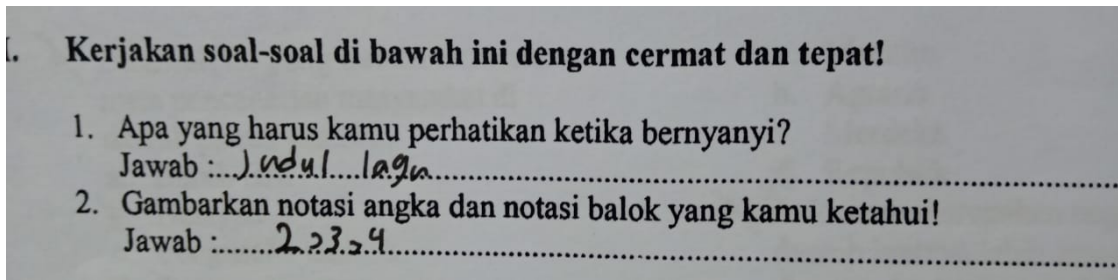 I. Kerjakan soal-soal di bawah ini dengan cermat dan tepat!
1. Apa yang harus kamu perhatikan ketika bernyanyi?
Jawab :...Judul....lagu......................................................
2. Gambarkan notasi angka dan notasi balok yang kamu ketahui!
Jawab :.......2.23.24......................................................